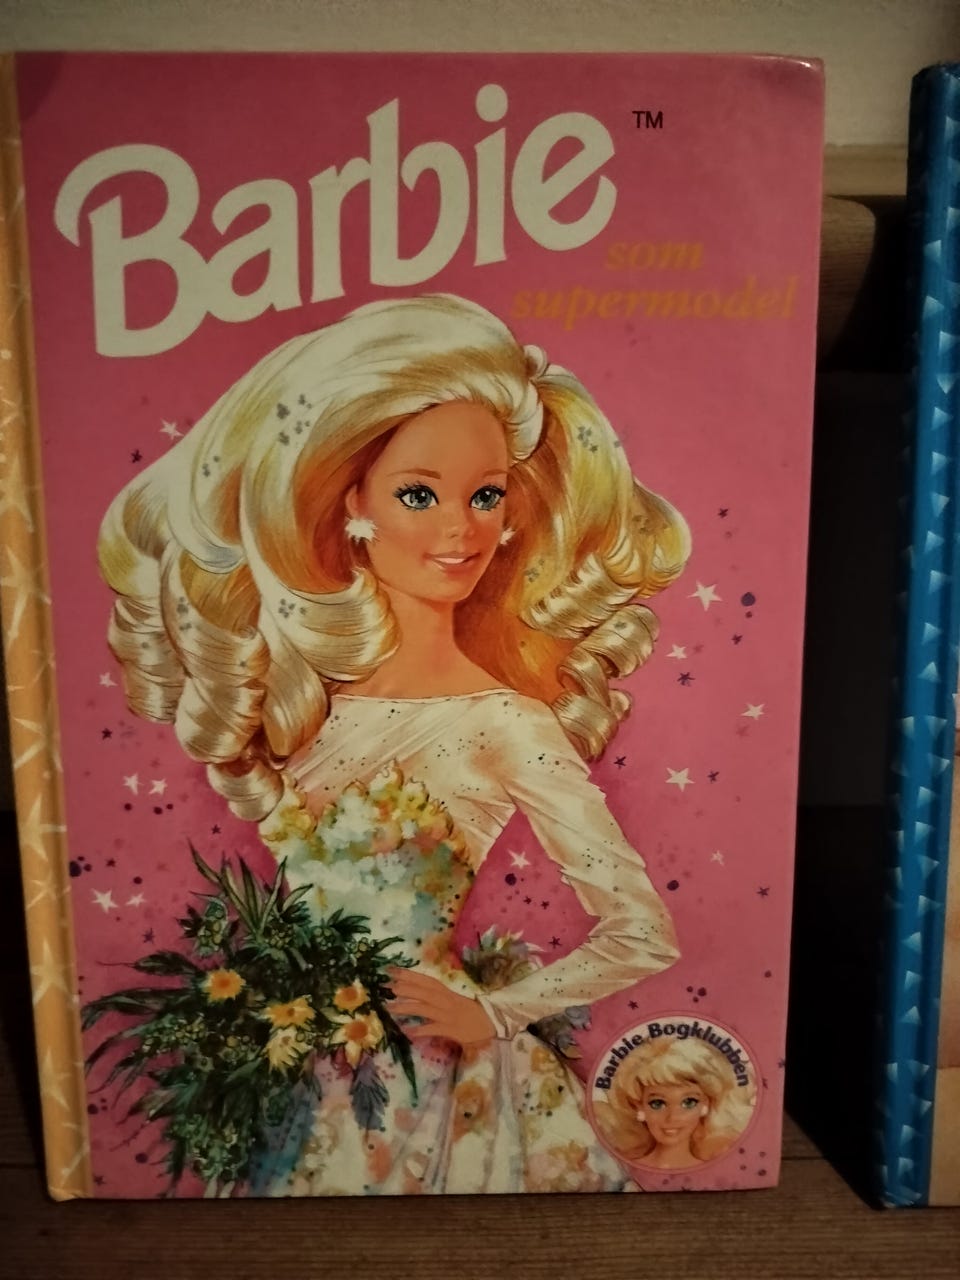 Barbie™
som
supermodel
Barbie Bogklubben